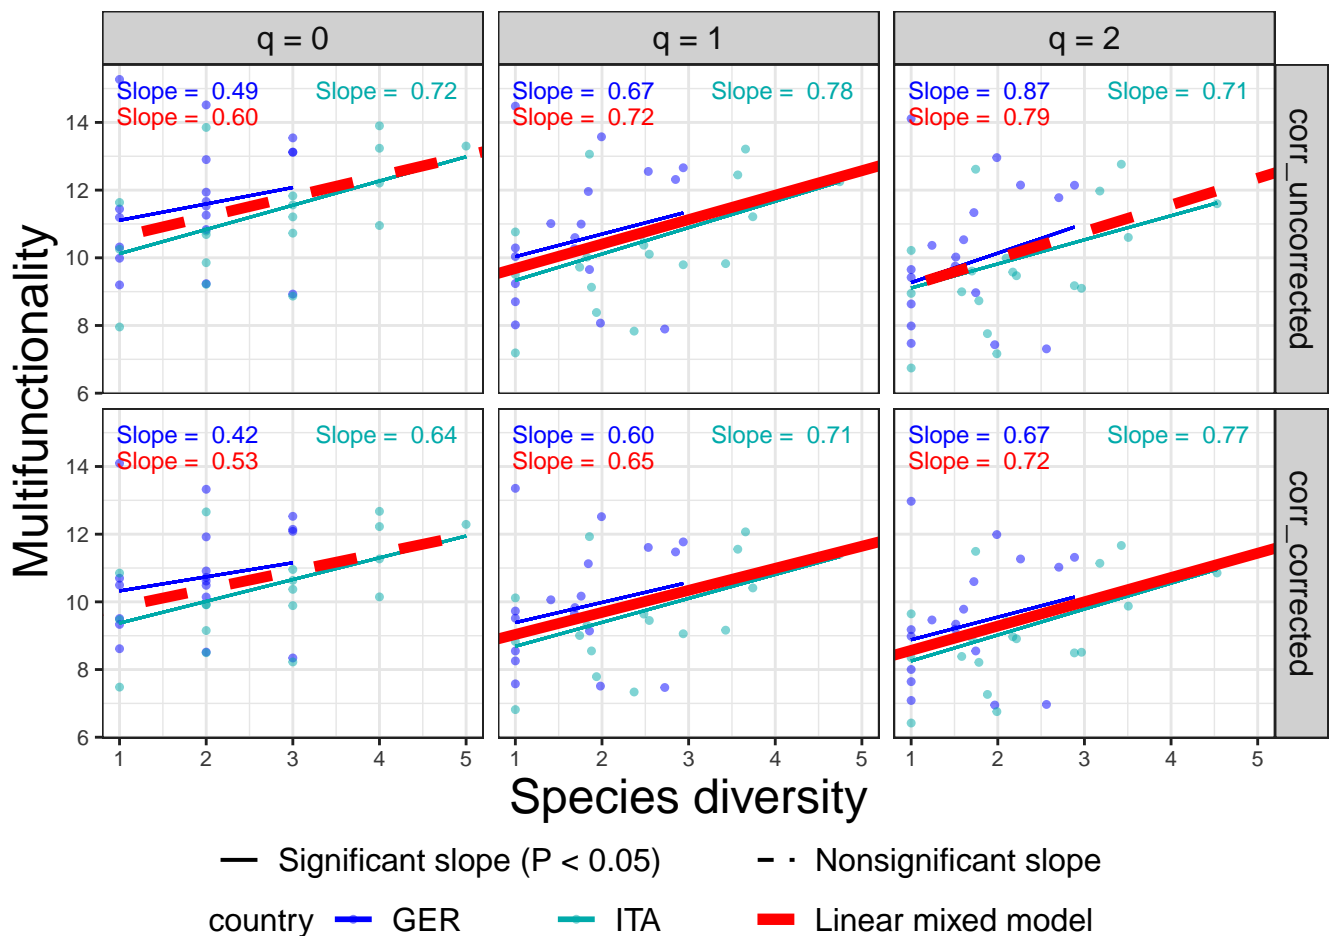 q = 0
q = 1
q = 2
Slope = 0.49
Slope = 0.72
Slope = 0.60
Slope = 0.67
Slope = 0.78
Slope = 0.72
Slope = 0.87
Slope = 0.71
Slope = 0.79
corr_uncorrected
14
12
10
8
6
Multifunctionality
Slope = 0.42
Slope = 0.64
Slope = 0.53
Slope = 0.60
Slope = 0.71
Slope = 0.65
Slope = 0.67
Slope = 0.77
Slope = 0.72
corr_corrected
14
12
10
8
6
1 2 3 4 5
1 2 3 4 5
1 2 3 4 5
Species diversity
Significant slope (P < 0.05)
Nonsignificant slope
country GER ITA Linear mixed model